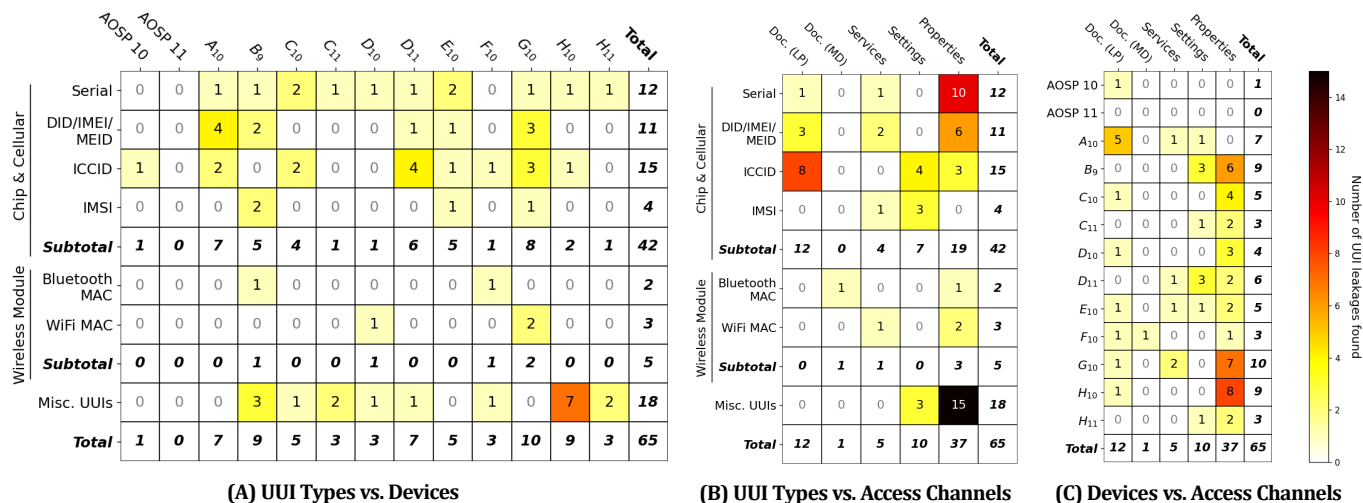 AOSP 10 AOSP 11 A10 B9 C10 C11 D10 D11 E10 F10 G10 H10 H11 Total
Chip & Cellular
Serial 0 0 1 1 2 1 1 1 2 0 1 1 1 12
DID/IMEI/
MEID 0 0 4 2 0 0 0 1 1 0 3 0 0 11
ICCID 1 0 2 0 2 0 0 4 1 1 3 1 0 15
IMSI 0 0 0 2 0 0 0 0 1 0 1 0 0 4
Subtotal 1 0 7 5 4 1 1 6 5 1 8 2 1 42
Wireless Module
Bluetooth
MAC 0 0 0 1 0 0 0 0 0 1 0 0 0 2
WiFi MAC 0 0 0 0 0 0 1 0 0 0 2 0 0 3
Subtotal 0 0 0 1 0 0 1 0 0 1 2 0 0 5
Misc. UUIs 0 0 0 3 1 2 1 1 0 1 0 7 2 18
Total 1 0 7 9 5 3 3 7 5 3 10 9 3 65
(A) UUI Types vs. Devices
Doc. (LP) Doc. (MD) Services Settings Properties Total
Chip & Cellular
Serial 1 0 1 0 10 12
DID/IMEI/
MEID 3 0 2 0 6 11
ICCID 8 0 0 4 3 15
IMSI 0 0 1 3 0 4
Subtotal 12 0 4 7 19 42
Wireless Module
Bluetooth
MAC 0 1 0 0 1 2
WiFi MAC 0 0 1 0 2 3
Subtotal 0 1 1 0 3 5
Misc. UUIs 0 0 0 3 15 18
Total 12 1 5 10 37 65
(B) UUI Types vs. Access Channels
Doc. (LP) Doc. (MD) Services Settings Properties Total
AOSP 10 1 0 0 0 0 1
AOSP 11 0 0 0 0 0 0
A10 5 0 1 1 0 7
B9 0 0 0 3 6 9
C10 1 0 0 0 4 5
C11 0 0 0 1 2 3
D10 1 0 0 0 3 4
D11 0 0 1 3 2 6
E10 1 0 1 1 2 5
F10 1 1 0 0 1 3
G10 1 0 2 0 7 10
H10 1 0 0 0 8 9
H11 0 0 0 1 2 3
Total 12 1 5 10 37 65
(C) Devices vs. Access Channels
14
12
10
8
6
4
2
0
Number of UUI leakages found